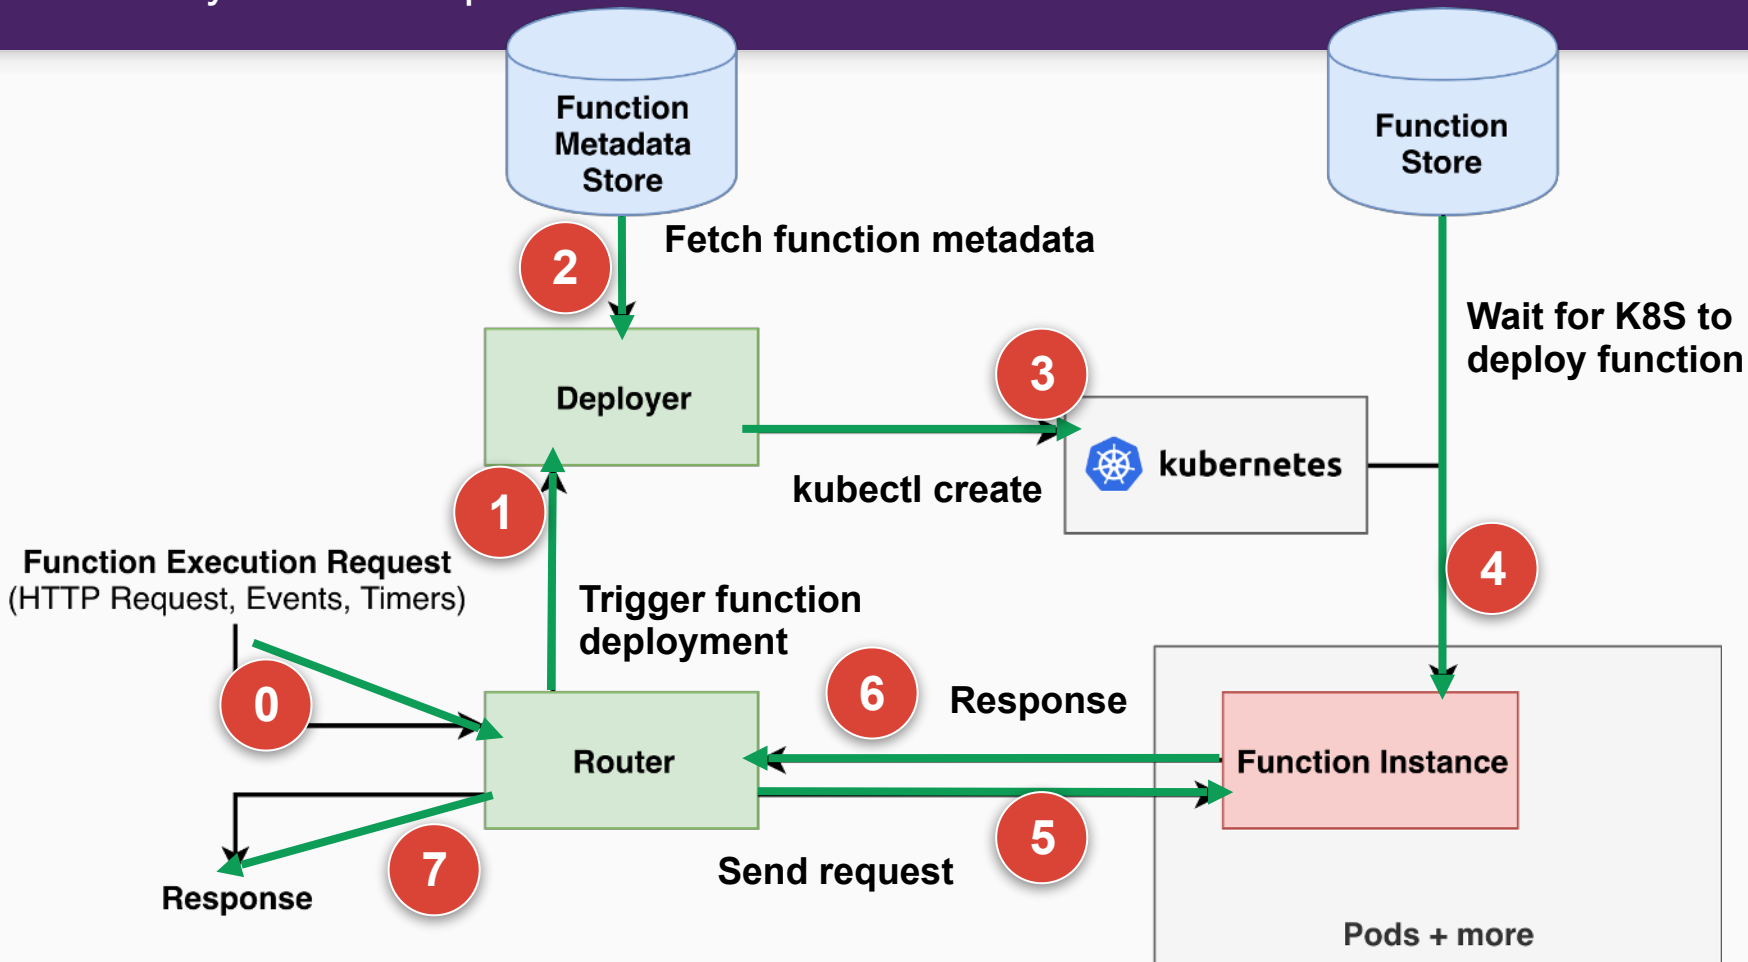 Function
Metadata
Store
Function
Store
2
Fetch function metadata
Wait for K8S to
deploy function
3
Deployer
kubernetes
kubectl create
1
Function Execution Request
(HTTP Request, Events, Timers)
4
Trigger function
deployment
0
6
Response
Router
Function Instance
5
7
Send request
Response
Pods + more